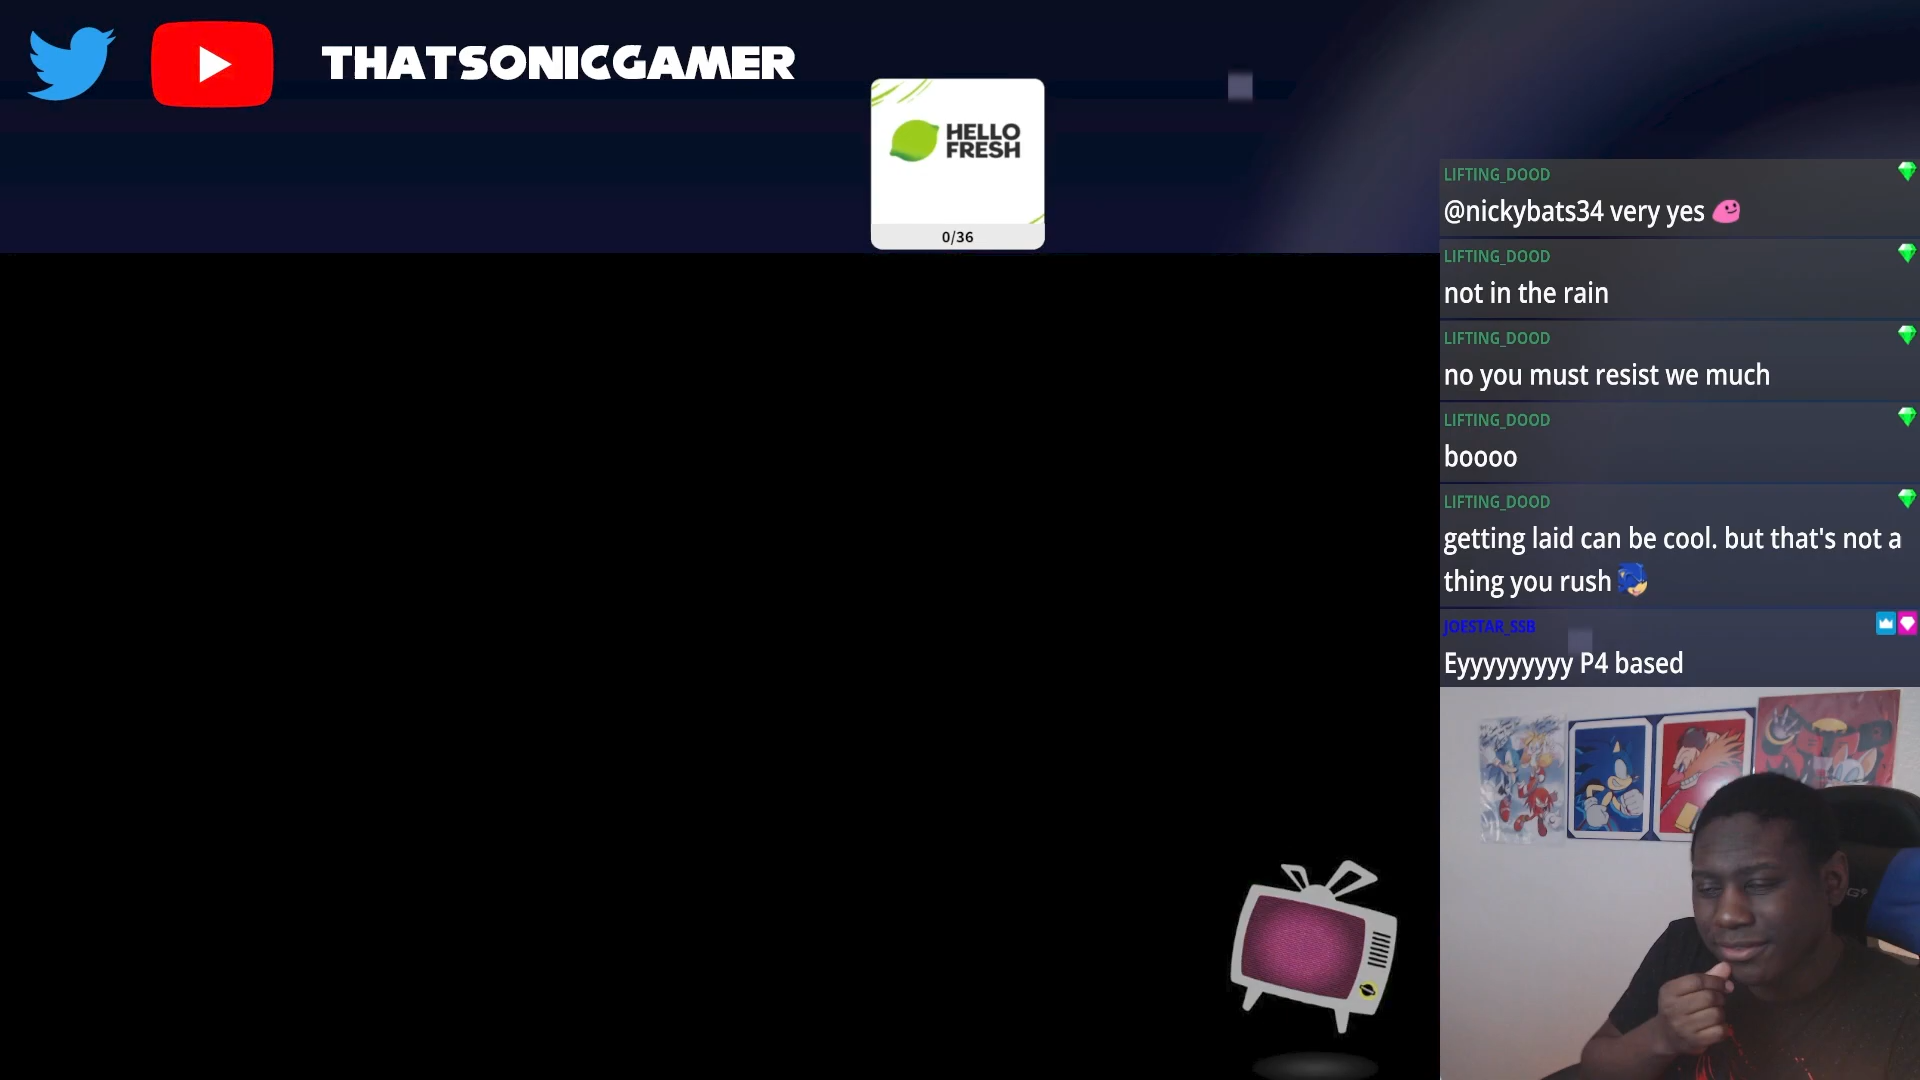 THATSONICGAMER
HELLO
FRESH
0/36
LIFTING_DOOD
@nickybats34 very yes
LIFTING_DOOD
not in the rain
LIFTING_DOOD
no you must resist we much
LIFTING_DOOD
boooo
LIFTING_DOOD
getting laid can be cool. but that's not a
thing you rush
JOESTAR_SSB
Eyyyyyyyyy P4 based